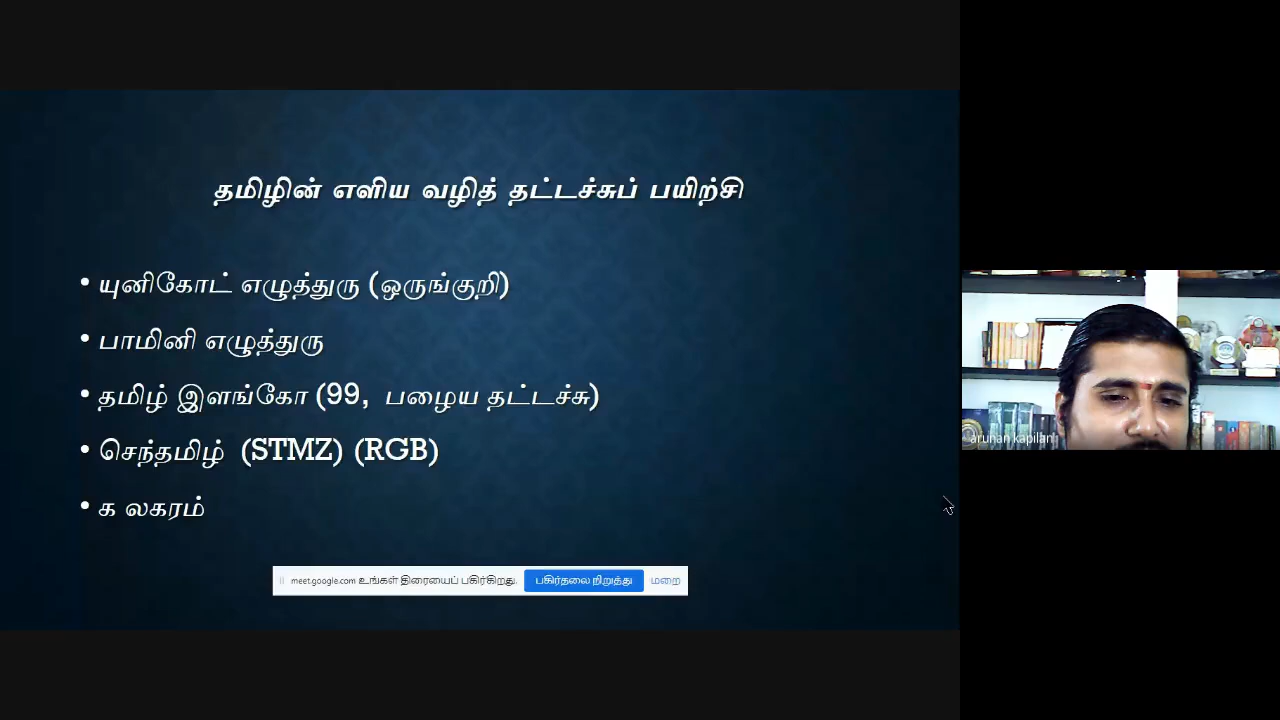 தமிழின் எளிய வழித் தட்டச்சுப் பயிற்சி
• யுனிகோட் எழுத்துரு (ஒருங்குறி)
• பாமினி எழுத்துரு
• தமிழ் இளங்கோ (99, பழைய தட்டச்சு)
• செந்தமிழ் (STMZ) (RGB)
• க லகரம்
meet.google.com உங்கள் திரையைப் பகிர்கிறது. பகிர்தலை நிறுத்து மறை
arunan kapilan